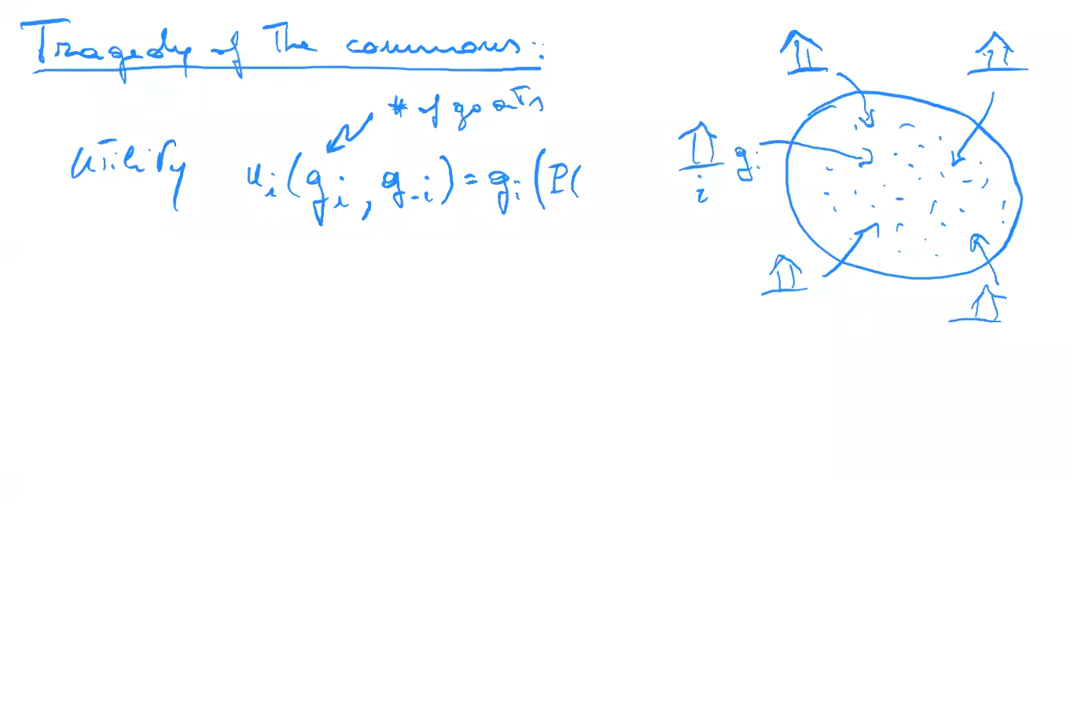 Tragedy of The commons:
# of goats
Utility u_i(g_i, g_-i) = g_i (P(
g_i
i